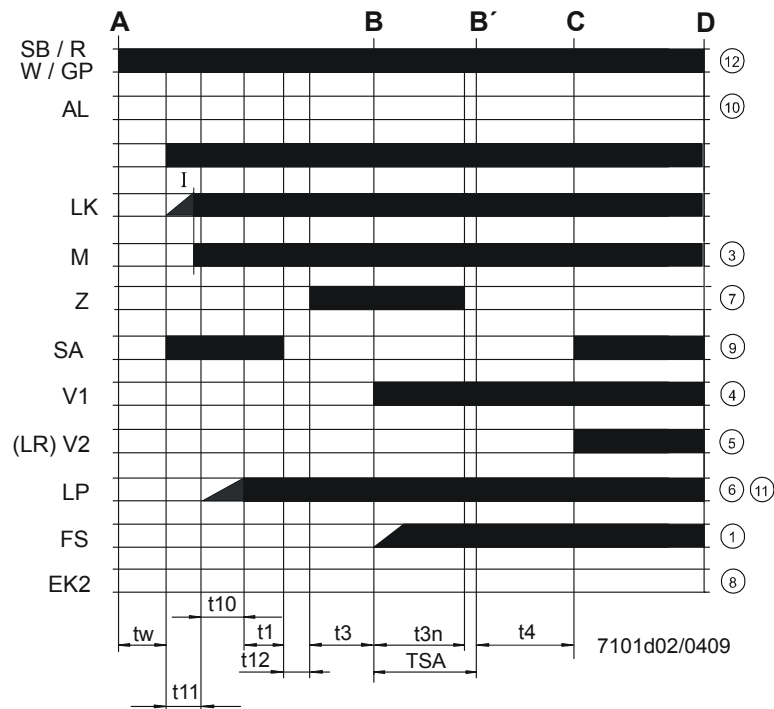 A B B´ C D
SB / R
W / GP 12
AL 10
I
LK
M 3
Z 7
SA 9
V1 4
(LR) V2 5
LP 6 11
FS 1
EK2 8
t10
tw t1 t3 t3n t4 7101d02/0409
t12 TSA
t11